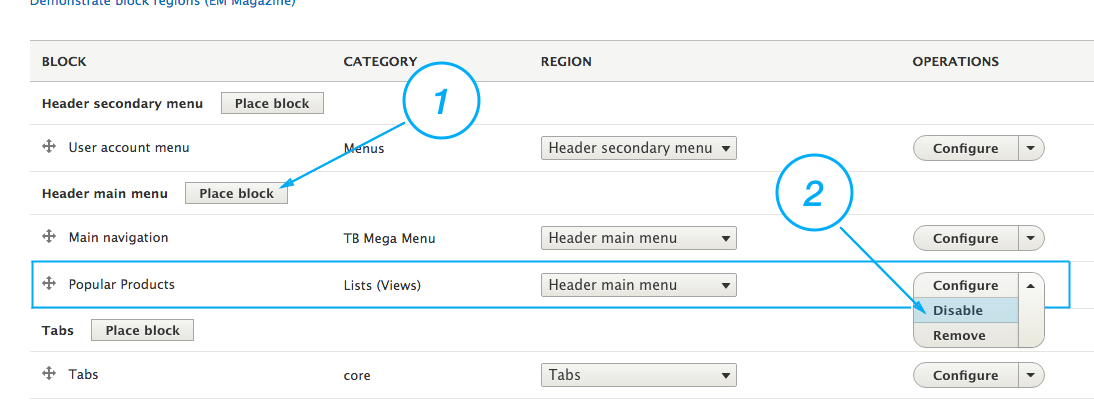 Demonstrate block regions (EM Magazine)
BLOCK CATEGORY REGION OPERATIONS
Header secondary menu Place block
1
User account menu Menus Header secondary menu Configure
Header main menu Place block
2
Main navigation TB Mega Menu Header main menu Configure
Popular Products Lists (Views) Header main menu Configure
Disable
Tabs Place block
Remove
Tabs core Tabs Configure